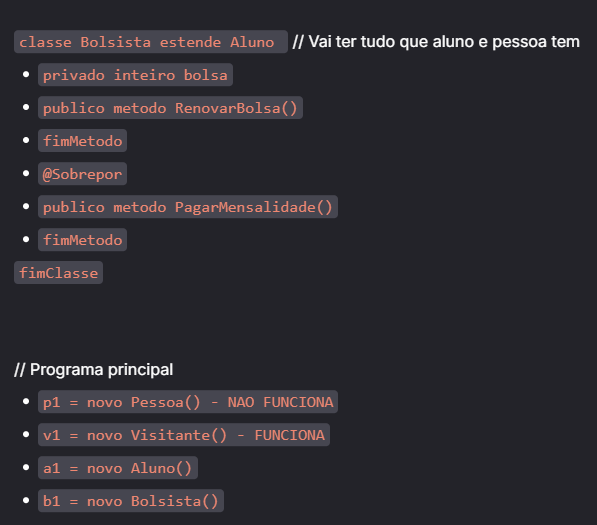 classe Bolsista estende Aluno // Vai ter tudo que aluno e pessoa tem
• privado inteiro bolsa
• publico metodo RenovarBolsa()
• fimMetodo
• @Sobrepor
• publico metodo PagarMensalidade()
• fimMetodo
fimClasse
// Programa principal
• p1 = novo Pessoa() - NAO FUNCIONA
• v1 = novo Visitante() - FUNCIONA
• a1 = novo Aluno()
• b1 = novo Bolsista()